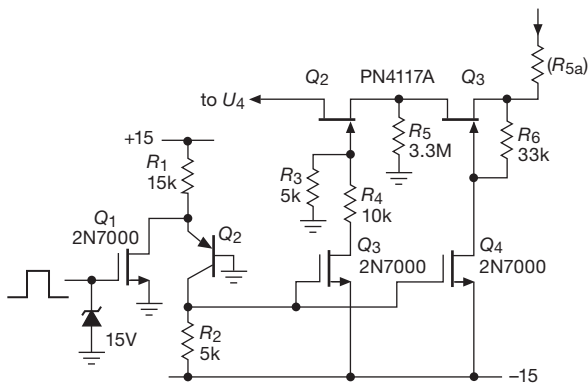 Q2 PN4117A Q3 (R5a)
to U4
+15
R1
15k
R3
5k
R4
10k
R5
3.3M
R6
33k
Q1
2N7000
Q2
Q3
2N7000
Q4
2N7000
15V
R2
5k
–15